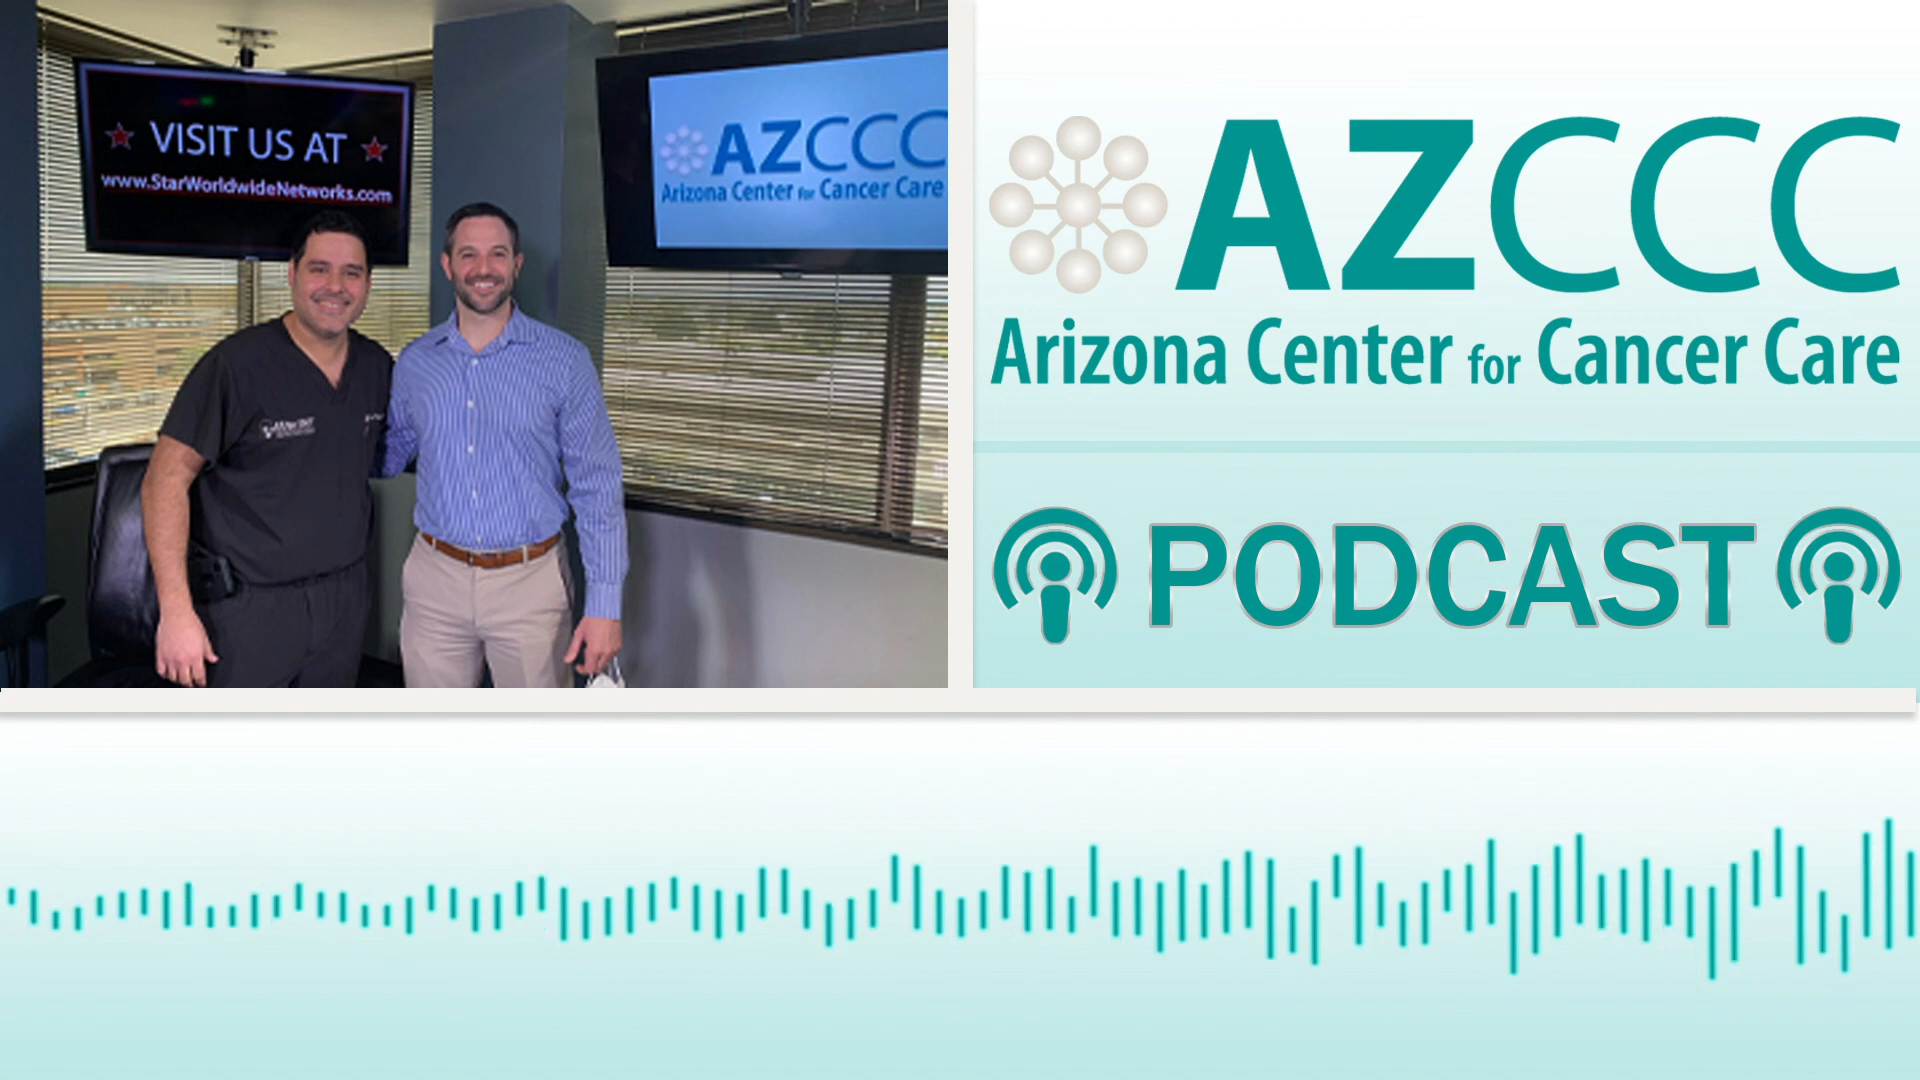 VISIT US AT
www.StarWorldwideNetworks.com
AZCCC
Arizona Center for Cancer Care
AZCCC
Arizona Center for Cancer Care
PODCAST